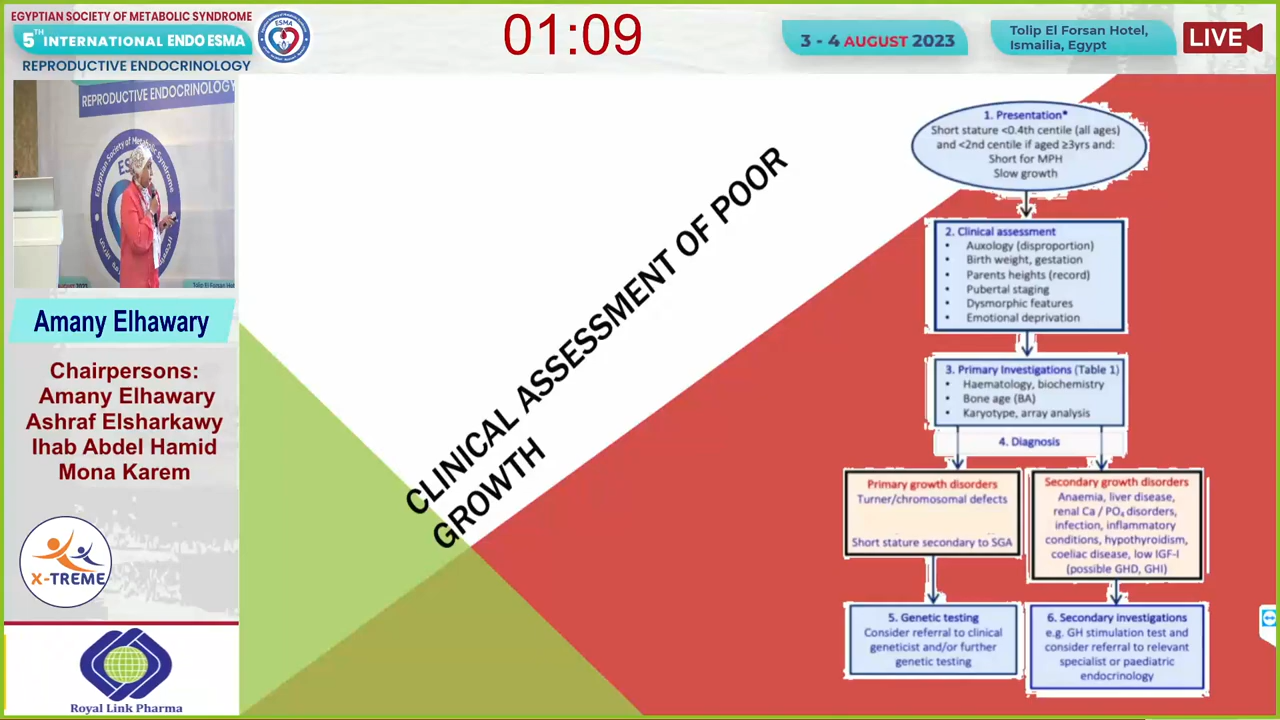 EGYPTIAN SOCIETY OF METABOLIC SYNDROME
5TH INTERNATIONAL ENDO ESMA
REPRODUCTIVE ENDOCRINOLOGY
ESMA
01:09
3 - 4 AUGUST 2023
Tolip El Forsan Hotel,
Ismailia, Egypt
LIVE
REPRODUCTIVE ENDOCRINOLOGY
Egyptian Society of Metabolic Syndrome
Amany Elhawary
Chairpersons:
Amany Elhawary
Ashraf Elsharkawy
Ihab Abdel Hamid
Mona Karem
X-TREME
Royal Link Pharma
CLINICAL ASSESSMENT OF POOR
GROWTH
1. Presentation*
Short stature <0.4th centile (all ages)
and <2nd centile if aged ≥3yrs and:
Short for MPH
Slow growth
2. Clinical assessment
• Auxology (disproportion)
• Birth weight, gestation
• Parents heights (record)
• Pubertal staging
• Dysmorphic features
• Emotional deprivation
3. Primary Investigations (Table 1)
• Haematology, biochemistry
• Bone age (BA)
• Karyotype, array analysis
4. Diagnosis
Primary growth disorders
Turner/chromosomal defects
Short stature secondary to SGA
Secondary growth disorders
Anaemia, liver disease,
renal Ca / PO₄ disorders,
infection, inflammatory
conditions, hypothyroidism,
coeliac disease, low IGF-I
(possible GHD, GHI)
5. Genetic testing
Consider referral to clinical
geneticist and/or further
genetic testing
6. Secondary investigations
e.g. GH stimulation test and
consider referral to relevant
specialist or paediatric
endocrinology